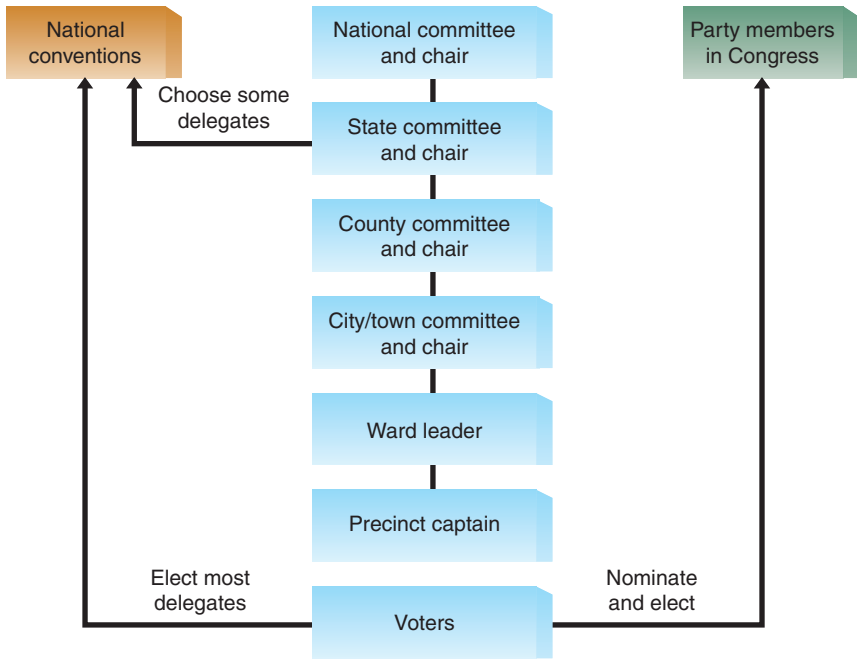 National
conventions
National committee
and chair
Party members
in Congress
Choose some
delegates
State committee
and chair
County committee
and chair
City/town committee
and chair
Ward leader
Precinct captain
Elect most
delegates
Voters
Nominate
and elect